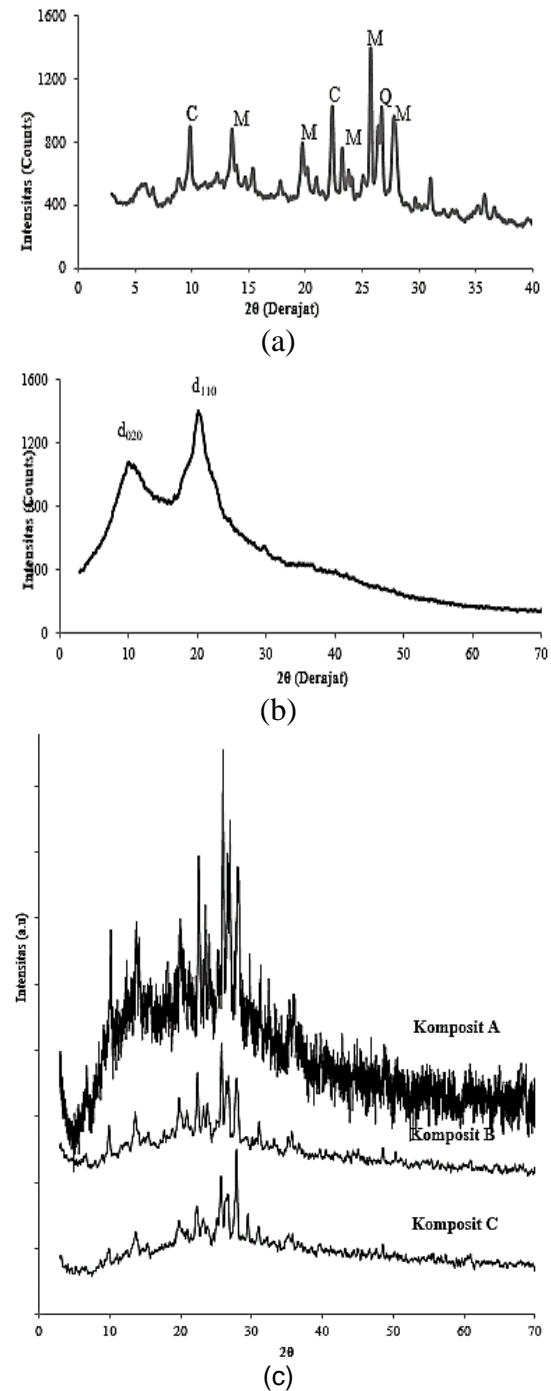 1600
M
1200
C
Q
C
M
M
M
M
800
400
0
Intensitas (Counts)
0 5 10 15 20 25 30 35 40
2θ (Derajat)
(a)
1600
d₁₁₀
1200
d₀₂₀
800
400
0
Intensitas (Counts)
0 10 20 30 40 50 60 70
2θ (Derajat)
(b)
Intensitas (a.u)
Komposit A
Komposit B
Komposit C
0 10 20 30 40 50 60 70
2θ
(c)